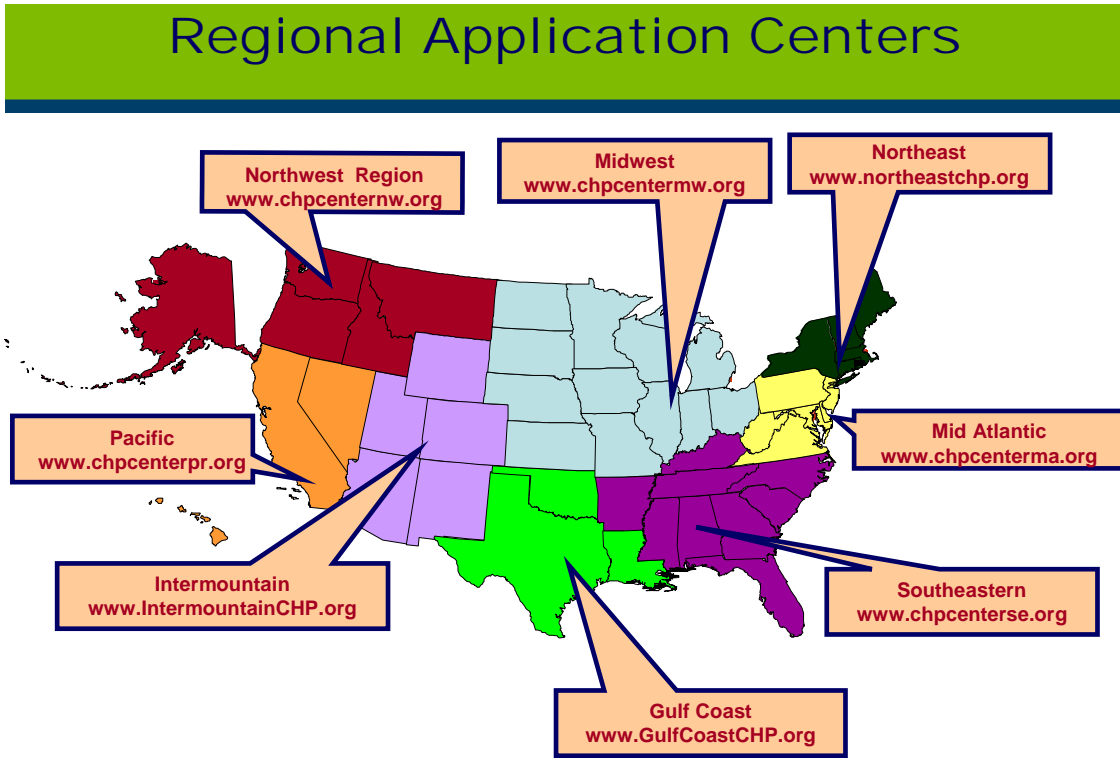 Regional Application Centers
Northwest Region
www.chpcenternw.org
Midwest
www.chpcentermw.org
Northeast
www.northeastchp.org
Pacific
www.chpcenterpr.org
Mid Atlantic
www.chpcenterma.org
Intermountain
www.IntermountainCHP.org
Southeastern
www.chpcenterse.org
Gulf Coast
www.GulfCoastCHP.org